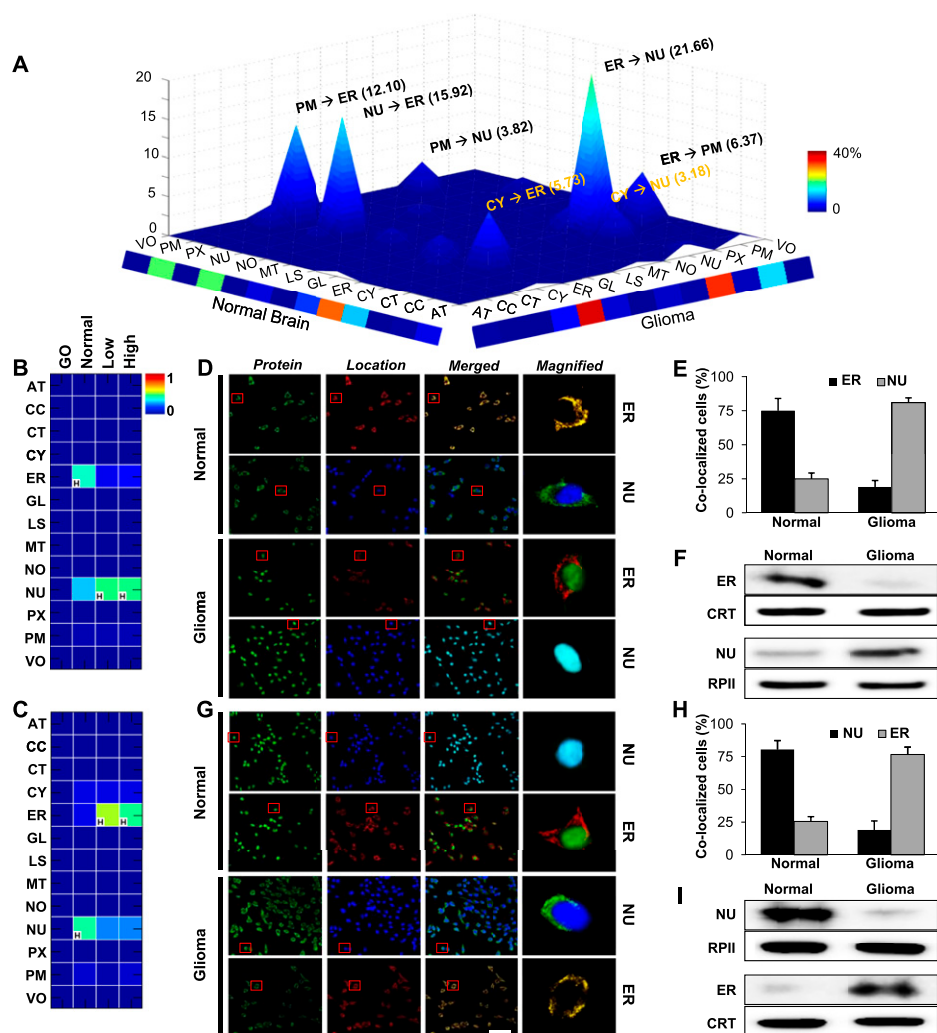 A
20
15
10
5
0
PM → ER (12.10)
NU → ER (15.92)
PM → NU (3.82)
ER → NU (21.66)
ER → PM (6.37)
CY → ER (5.73)
CY → NU (3.18)
40%
0
VO PM PX NU NO MT LS GL ER CY CT CC AT
Normal Brain
AT CC CT CY ER GL LS MT NO NU PX PM VO
Glioma
B
GO Normal Low High
1
0
AT
CC
CT
CY
ER
H
GL
LS
MT
NO
NU
H H
PX
PM
VO
C
AT
CC
CT
CY
ER
H H
GL
LS
MT
NO
NU
H
PX
PM
VO
D
Protein Location Merged Magnified
Normal
ER
NU
Glioma
ER
NU
E
Co-localized cells (%)
100
75
50
25
0
ER NU
Normal Glioma
F
Normal Glioma
ER
CRT
NU
RPII
G
Normal
NU
ER
Glioma
NU
ER
H
Co-localized cells (%)
100
75
50
25
0
NU ER
Normal Glioma
I
Normal Glioma
NU
RPII
ER
CRT